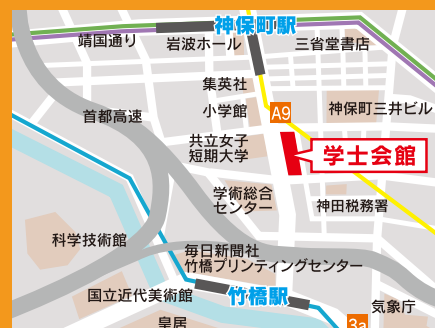 神保町駅
靖国通り
岩波ホール
三省堂書店
集英社
小学館
A9
神保町三井ビル
首都高速
共立女子
短期大学
学士会館
学術総合
センター
神田税務署
科学技術館
毎日新聞社
竹橋プリンティングセンター
国立近代美術館
竹橋駅
気象庁
皇居
3a